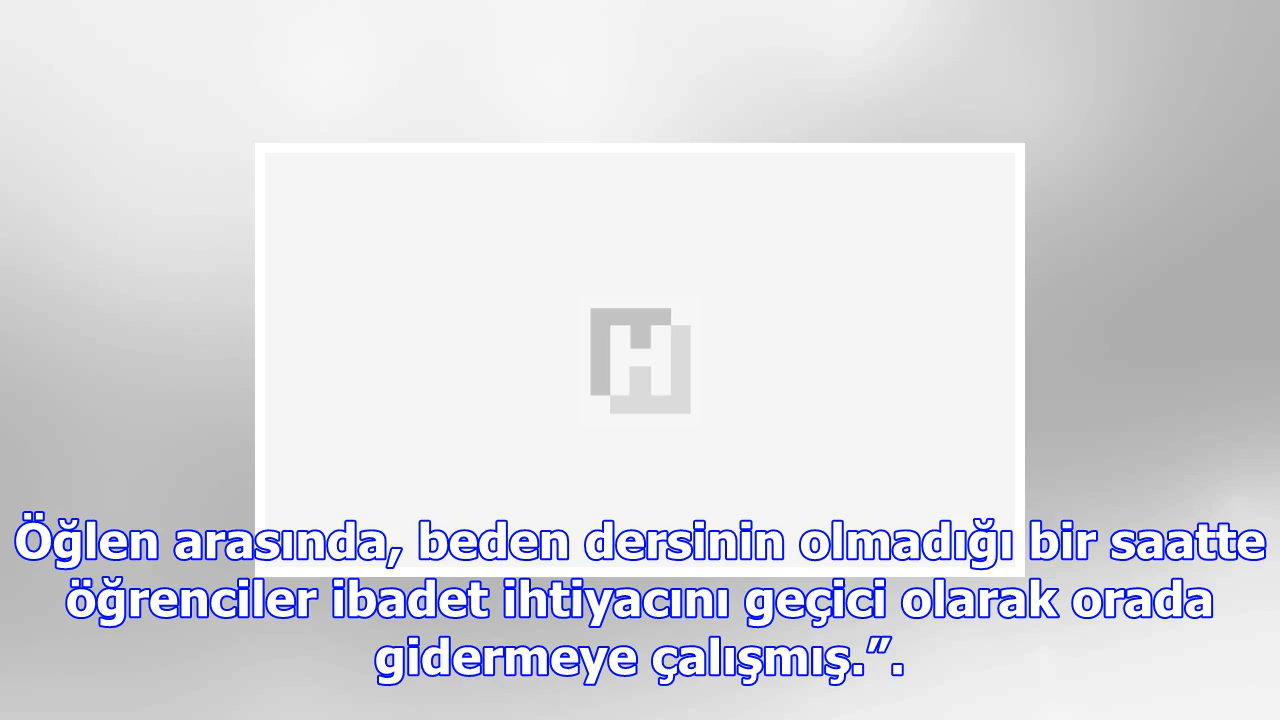 Öğlen arasında, beden dersinin olmadığı bir saatte
öğrenciler ibadet ihtiyacını geçici olarak orada
gidermeye çalışmış.”.